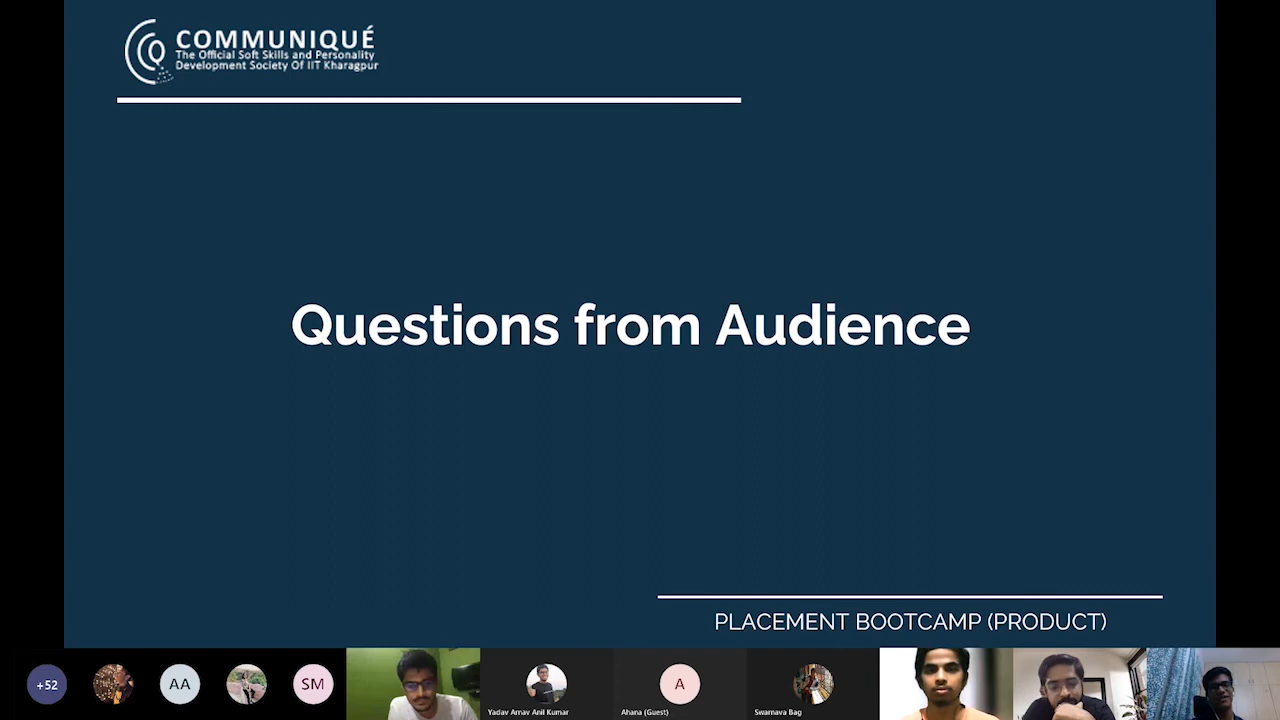 COMMUNIQUÉ
The Official Soft Skills and Personality
Development Society Of IIT Kharagpur
Questions from Audience
PLACEMENT BOOTCAMP (PRODUCT)
+52
AA
SM
A
Yadav Arnav Anil Kumar
Ahana (Guest)
Swarnava Bag